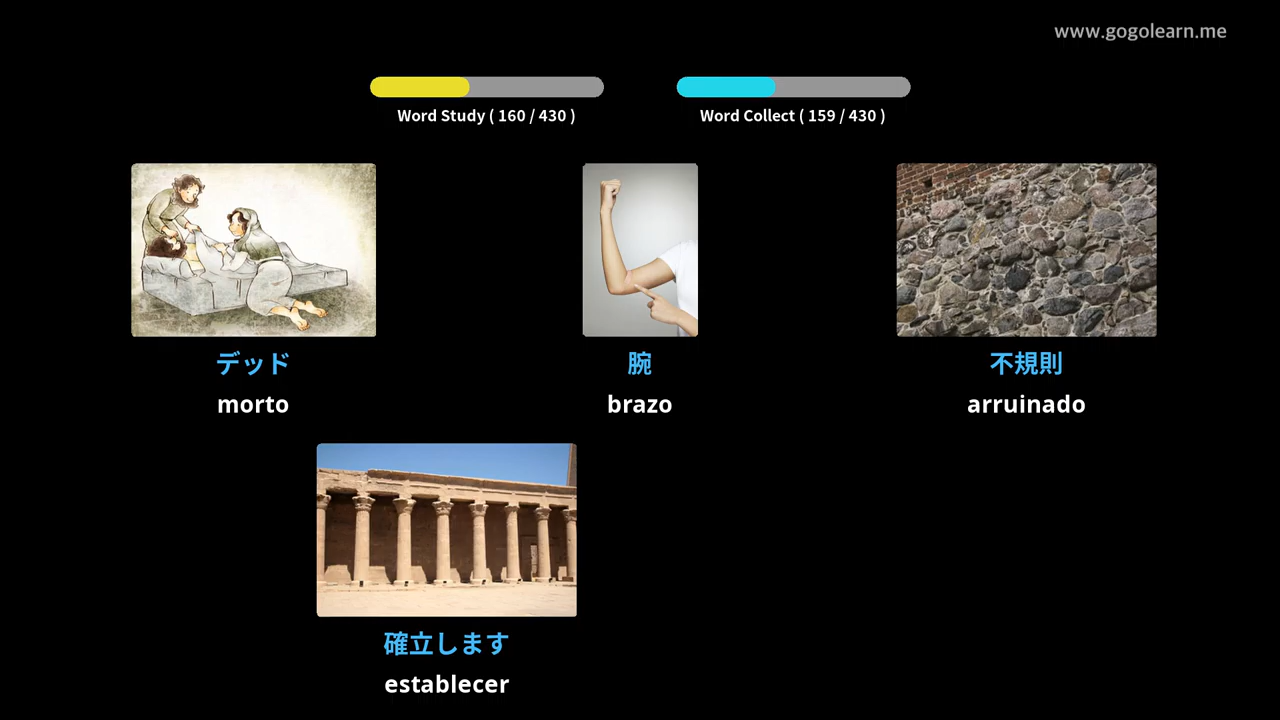 www.gogolearn.me
Word Study ( 160 / 430 )
Word Collect ( 159 / 430 )
デッド
morto
腕
brazo
不規則
arruinado
確立します
establecer